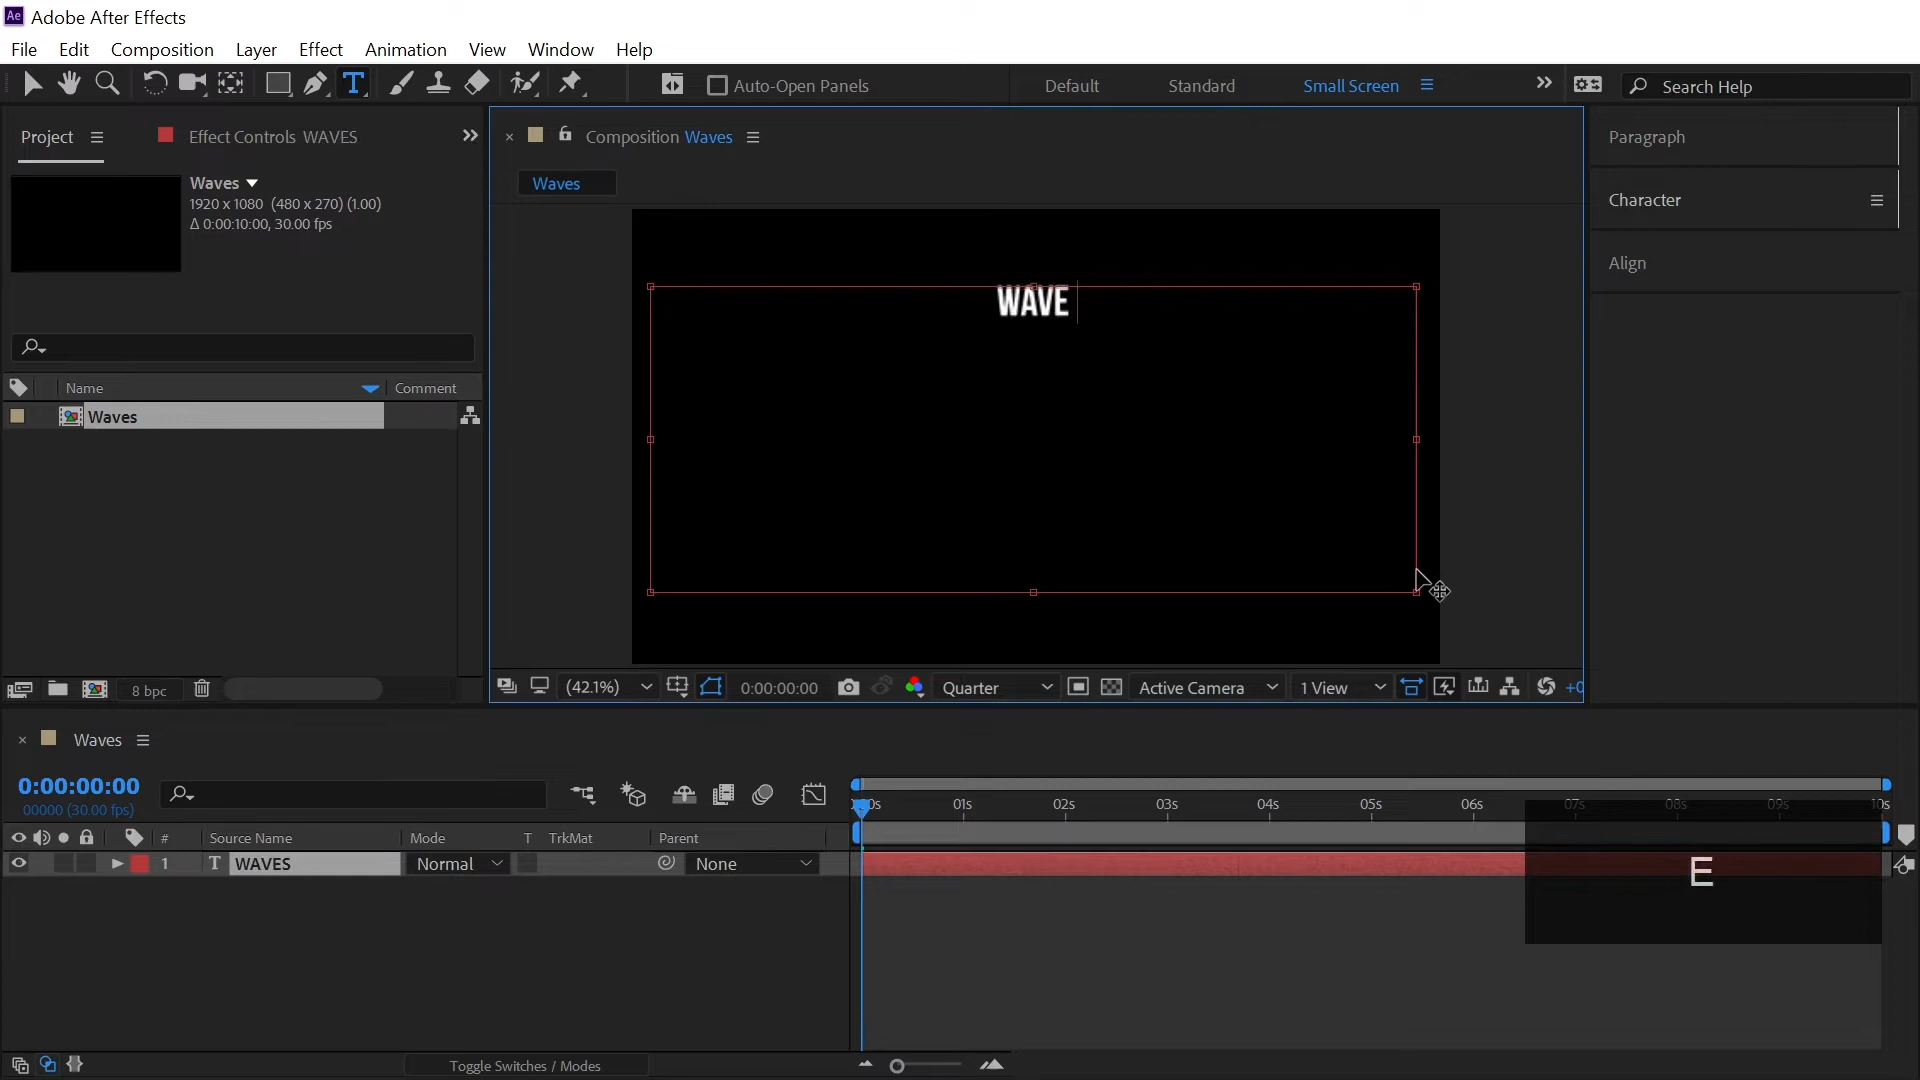 Ae Adobe After Effects
File Edit Composition Layer Effect Animation View Window Help
T Auto-Open Panels Default Standard Small Screen Search Help
Project Effect Controls WAVES
Composition Waves
Paragraph
Waves
1920 x 1080 (480 x 270) (1.00)
Δ 0:00:10:00, 30.00 fps
Waves
Character
Align
WAVE
Name Comment
Waves
8 bpc
(42.1%) 0:00:00:00 Quarter Active Camera 1 View +0
Waves
0:00:00:00
00000 (30.00 fps)
01s 02s 03s 04s 05s 06s 07s 08s 09s 10s
# Source Name Mode T TrkMat Parent
1 T WAVES Normal None
E
Toggle Switches / Modes